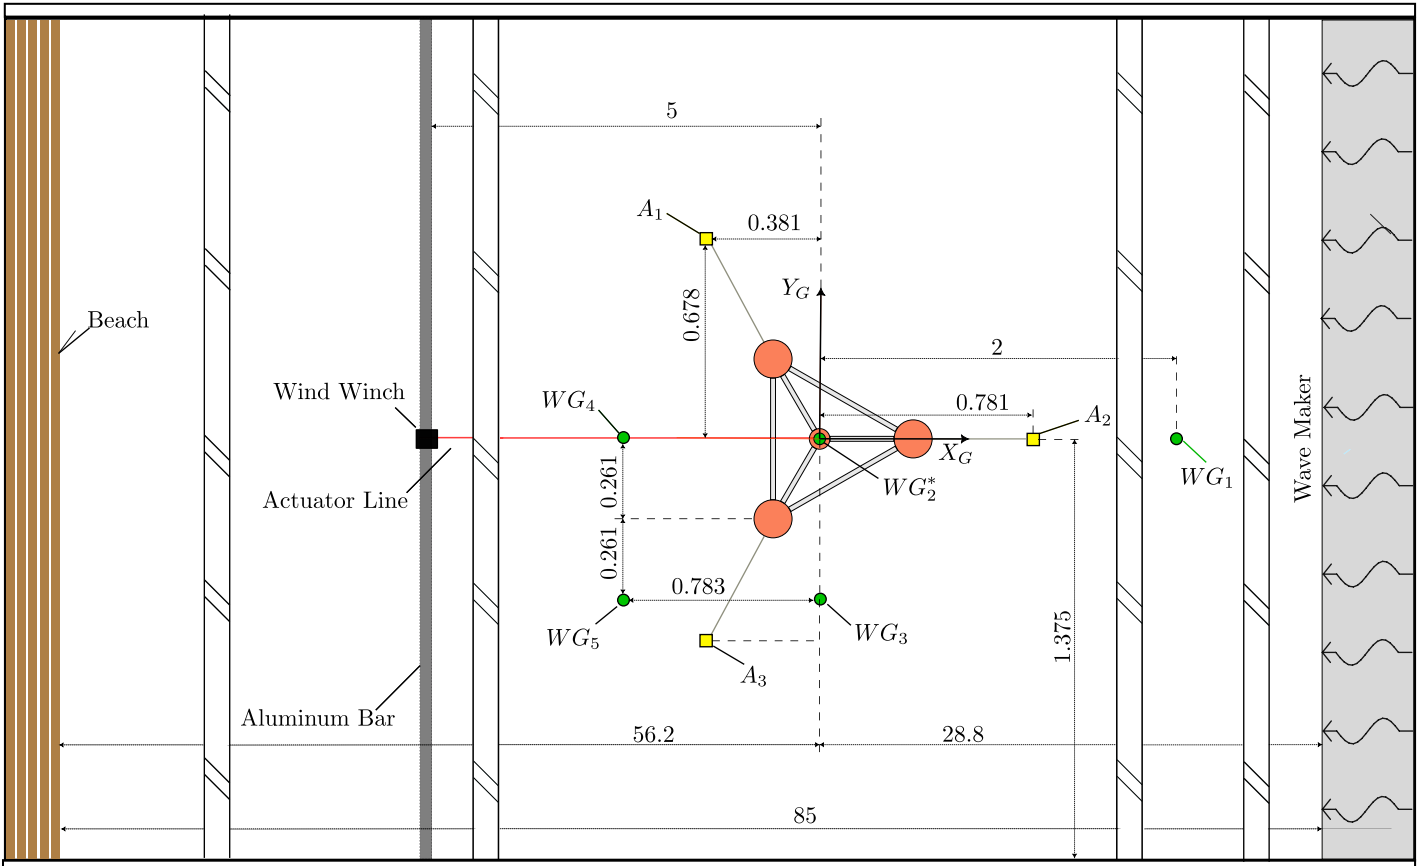 5
A1
0.381
YG
0.678
Beach
2
Wind Winch
WG4
0.781
A2
Wave Maker
XG
WG1
0.261
WG2*
Actuator Line
0.261
0.783
WG5
WG3
1.375
A3
Aluminum Bar
56.2
28.8
85